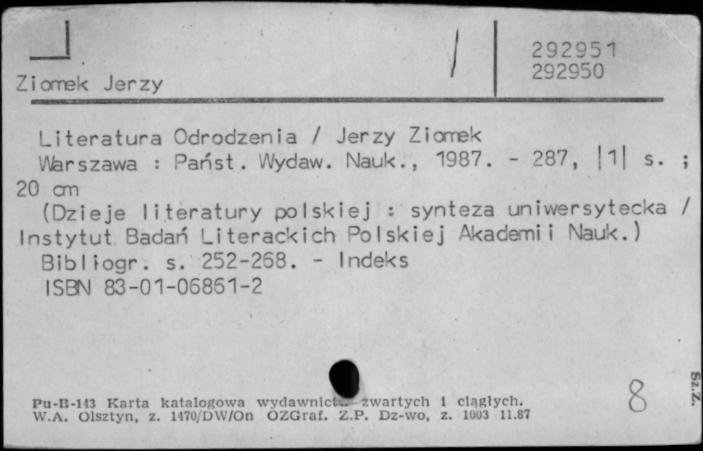 292951
292950
Ziomek Jerzy
Literatura Odrodzenia / Jerzy Ziomek
Warszawa : Państ. Wydaw. Nauk., 1987. - 287, |1| s. ;
20 cm
(Dzieje literatury polskiej : synteza uniwersytecka /
Instytut Badań Literackich Polskiej Akademii Nauk.)
Bibliogr. s. 252-268. - Indeks
ISBN 83-01-06861-2
8
Sz.Z.
Pu-B-143 Karta katalogowa wydawnict zwartych i ciągłych.
W.A. Olsztyn, z. 1470/DW/On OZGraf. Z.P. Dz-wo, z. 1003 11.87